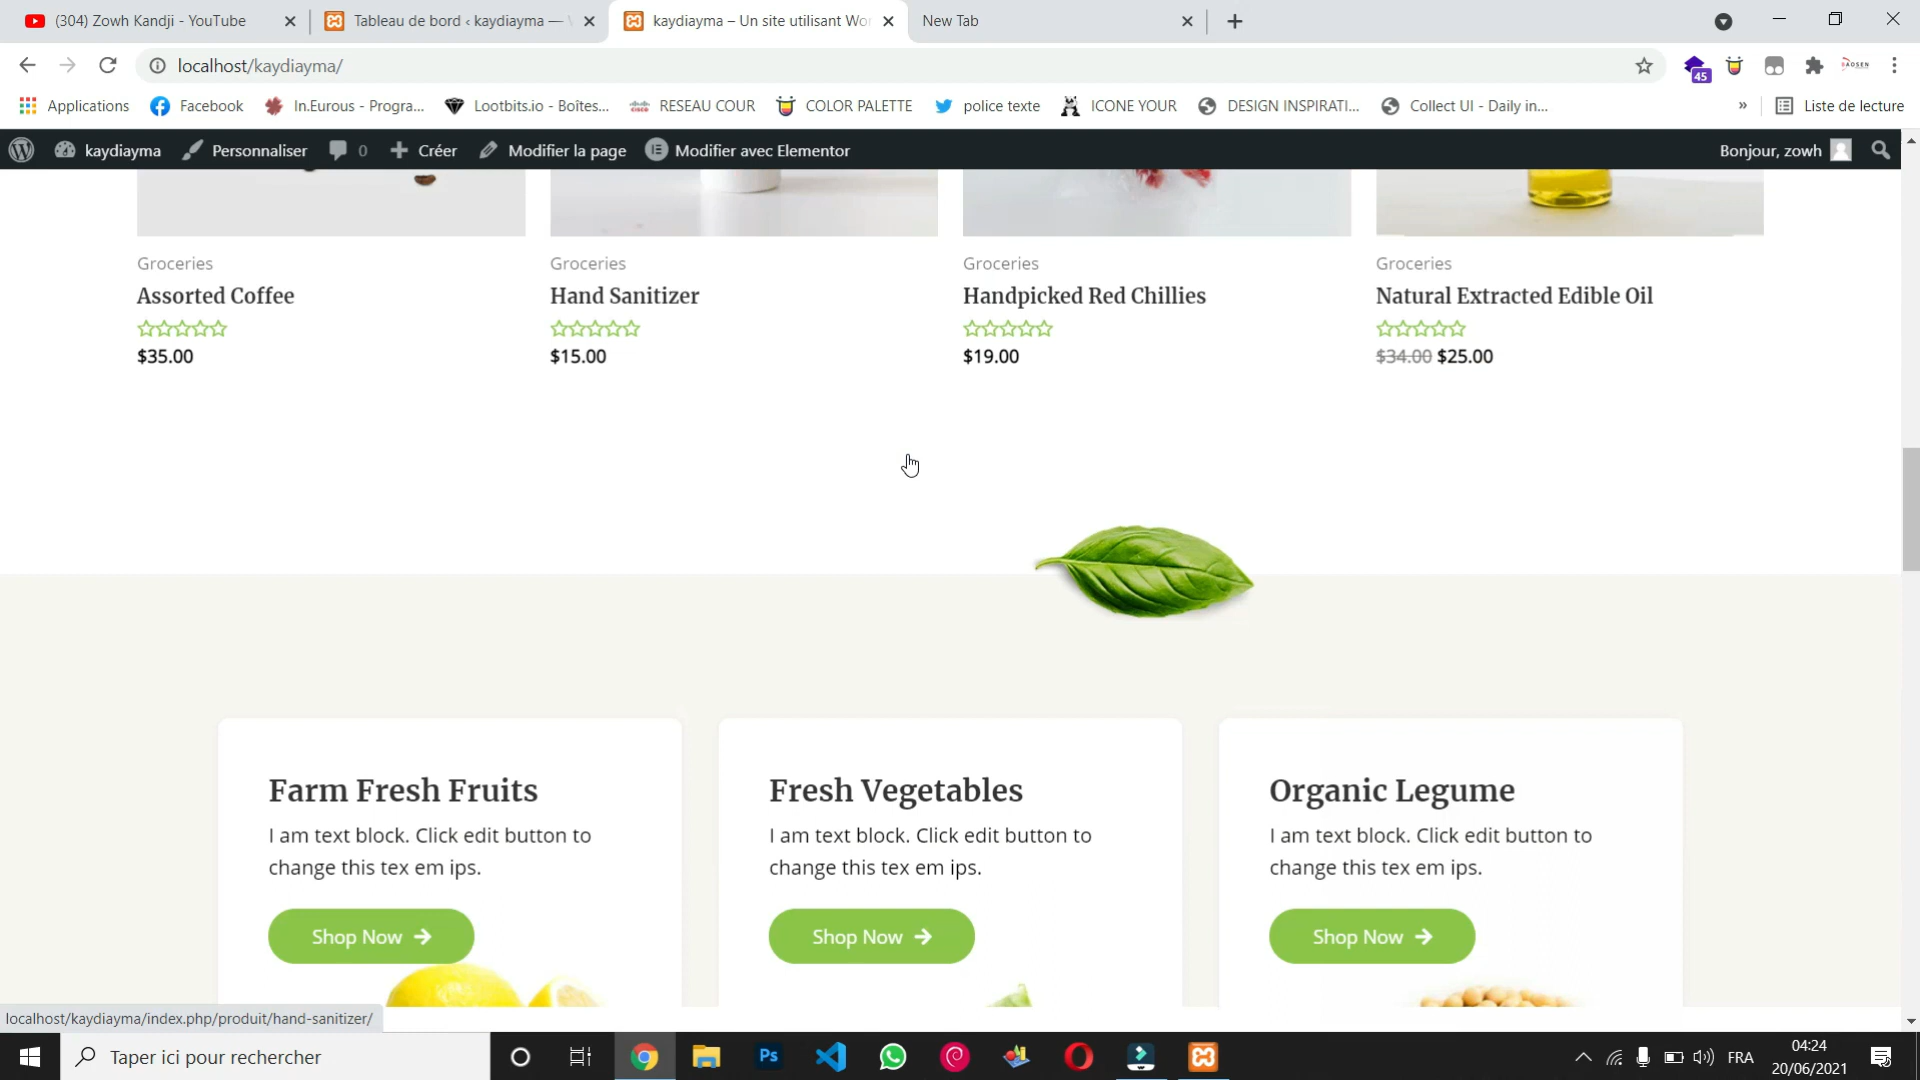 (304) Zowh Kandji - YouTube
Tableau de bord ‹ kaydiayma —
kaydiayma – Un site utilisant Wo
New Tab
localhost/kaydiayma/
45
Applications
Facebook
In.Eurous - Progra...
Lootbits.io - Boîtes...
RESEAU COUR
COLOR PALETTE
police texte
ICONE YOUR
DESIGN INSPIRATI...
Collect UI - Daily in...
»
Liste de lecture
kaydiayma
Personnaliser
0
Créer
Modifier la page
Modifier avec Elementor
Bonjour, zowh
Groceries
Assorted Coffee
$35.00
Groceries
Hand Sanitizer
$15.00
Groceries
Handpicked Red Chillies
$19.00
Groceries
Natural Extracted Edible Oil
$34.00 $25.00
Farm Fresh Fruits
I am text block. Click edit button to
change this tex em ips.
Shop Now
Fresh Vegetables
I am text block. Click edit button to
change this tex em ips.
Shop Now
Organic Legume
I am text block. Click edit button to
change this tex em ips.
Shop Now
localhost/kaydiayma/index.php/produit/hand-sanitizer/
Taper ici pour rechercher
Ps
FRA
04:24
20/06/2021